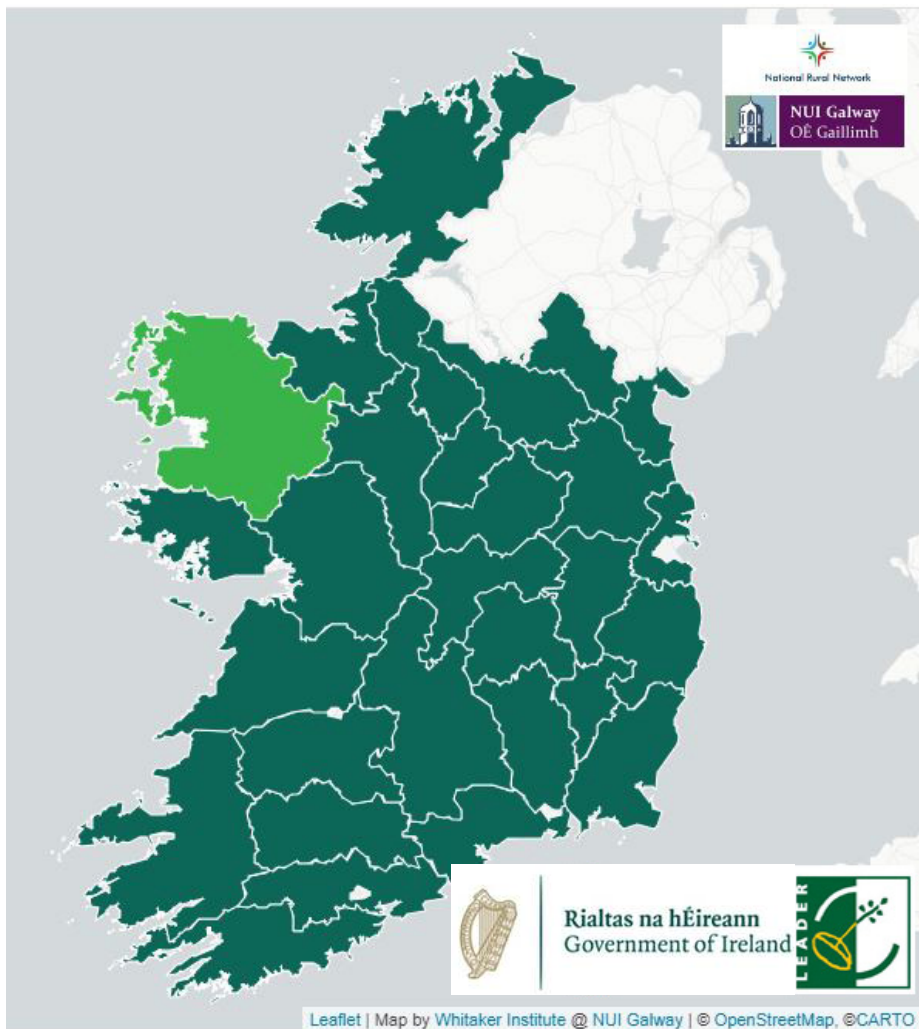 National Rural Network
NUI Galway
OÉ Gaillimh
Rialtas na hÉireann
Government of Ireland
LEADER
Leaflet | Map by Whitaker Institute @ NUI Galway | © OpenStreetMap, ©CARTO